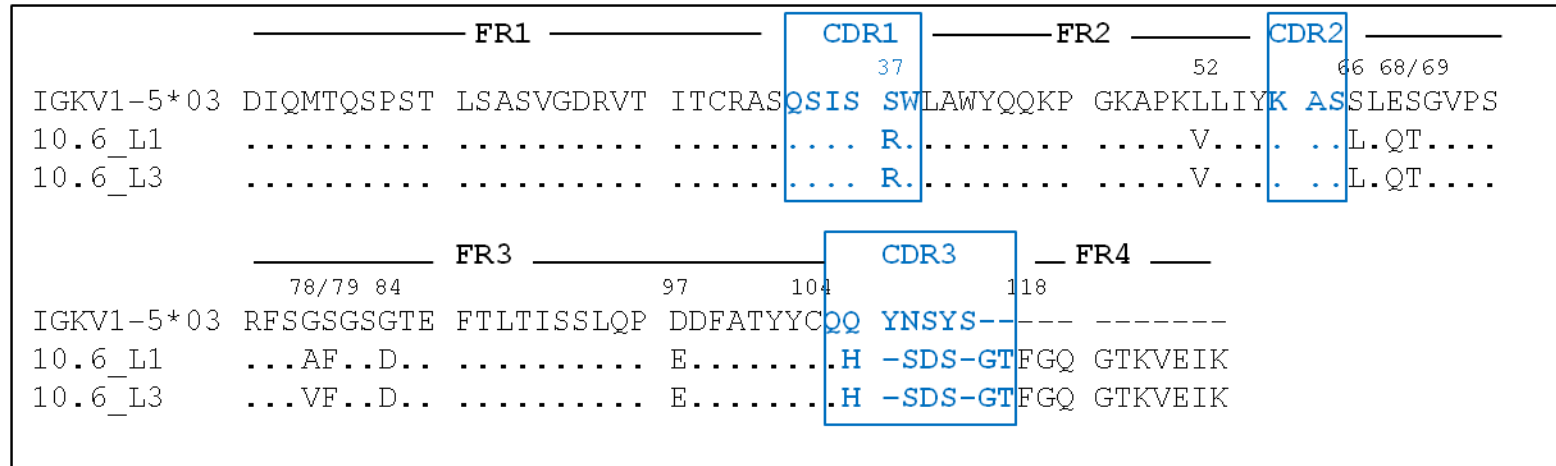 FR1 CDR1 FR2 CDR2
37 52 66 68/69
IGKV1-5*03 DIQMTQSPST LSASVGDRVT ITCRASQSIS SWLAWYQQKP GKAPKLLIYK ASSLESGVPS
10.6_L1 .......... .......... .......... R......... .....V.... ..L.QT....
10.6_L3 .......... .......... .......... R......... .....V.... ..L.QT....
FR3 CDR3 FR4
78/79 84 97 104 118
IGKV1-5*03 RFSGSGSGTE FTLTISSLQP DDFATYYCQQ YNSYS----- -------
10.6_L1 ...AF..D.. .......... E........H -SDS-GTFGQ GTKVEIK
10.6_L3 ...VF..D.. .......... E........H -SDS-GTFGQ GTKVEIK